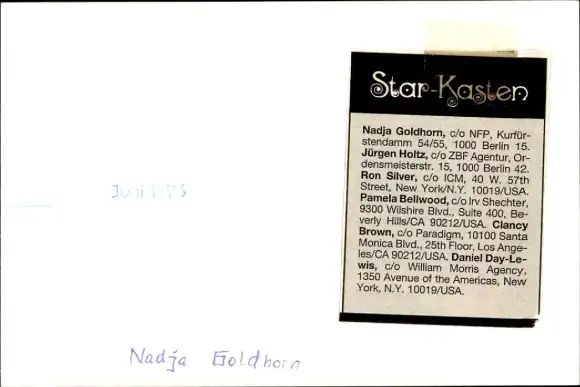 Star-Kasten
Nadja Goldhorn, c/o NFP, Kurfür-
stendamm 54/55, 1000 Berlin 15.
Jürgen Holtz, c/o ZBF Agentur, Or-
densmeisterstr. 15, 1000 Berlin 42.
Ron Silver, c/o ICM, 40 W. 57th
Street, New York/N.Y. 10019/USA.
Pamela Bellwood, c/o Irv Shechter,
9300 Wilshire Blvd., Suite 400, Be-
verly Hills/CA 90212/USA. Clancy
Brown, c/o Paradigm, 10100 Santa
Monica Blvd., 25th Floor, Los Ange-
les/CA 90212/USA. Daniel Day-Le-
wis, c/o William Morris Agency,
1350 Avenue of the Americas, New
York, N.Y. 10019/USA.
Juni
Nadja Goldhorn